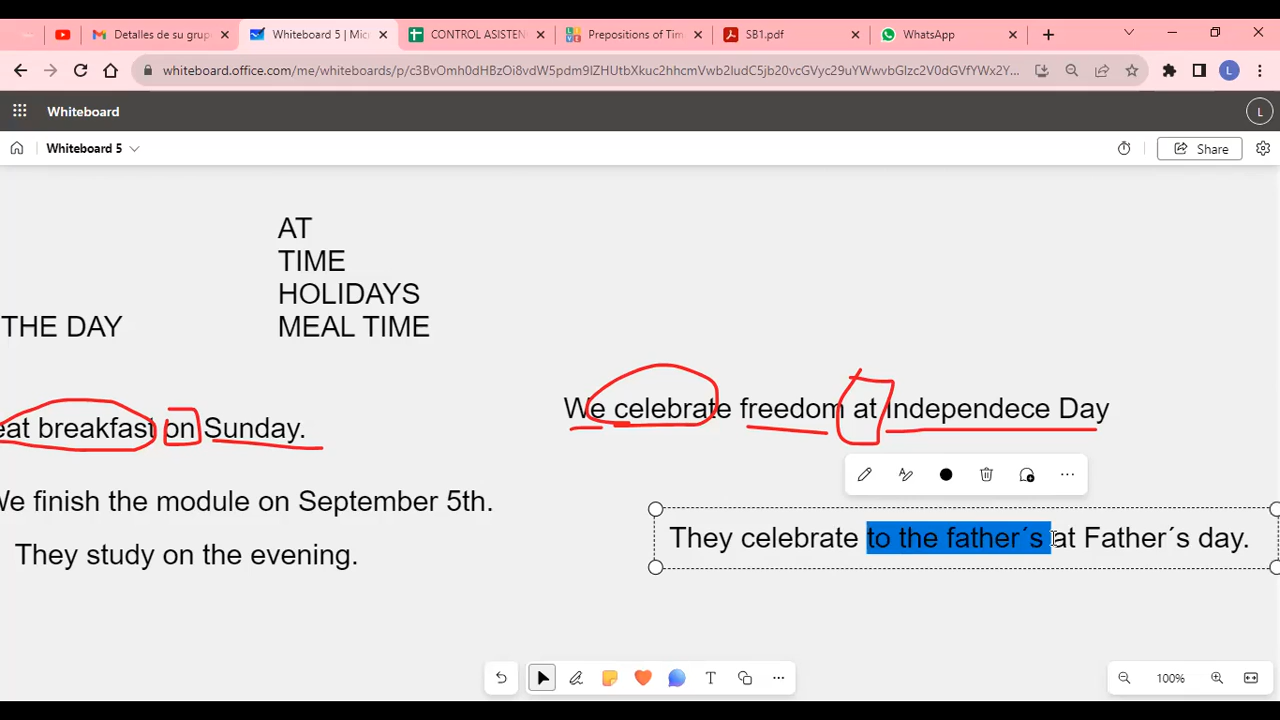 Detalles de su grup
Whiteboard 5 | Mic
CONTROL ASISTEN
Prepositions of Tim
SB1.pdf
WhatsApp
whiteboard.office.com/me/whiteboards/p/c3BvOmh0dHBzOi8vdW5pdm9lZHUtbXkuc2hhcmVwb2ludC5jb20vcGVyc29uYWwvbGlzc2V0dGVfYWx2Y...
L
Whiteboard
L
Whiteboard 5
Share
AT
TIME
HOLIDAYS
THE DAY
MEAL TIME
We celebrate freedom at Independece Day
eat breakfast on Sunday.
We finish the module on September 5th.
They celebrate to the father´s at Father´s day.
They study on the evening.
T
100%